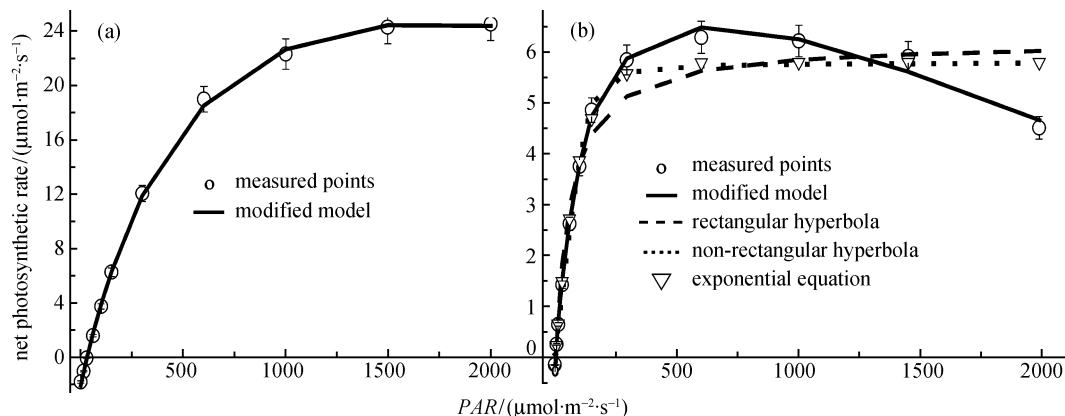 net photosynthetic rate/(μmol·m⁻²·s⁻¹)
(a)
24
20
16
12
8
4
0
measured points
modified model
500
1000
1500
2000
(b)
7
6
5
4
3
2
1
0
measured points
modified model
rectangular hyperbola
non-rectangular hyperbola
exponential equation
500
1000
1500
2000
PAR/(μmol·m⁻²·s⁻¹)